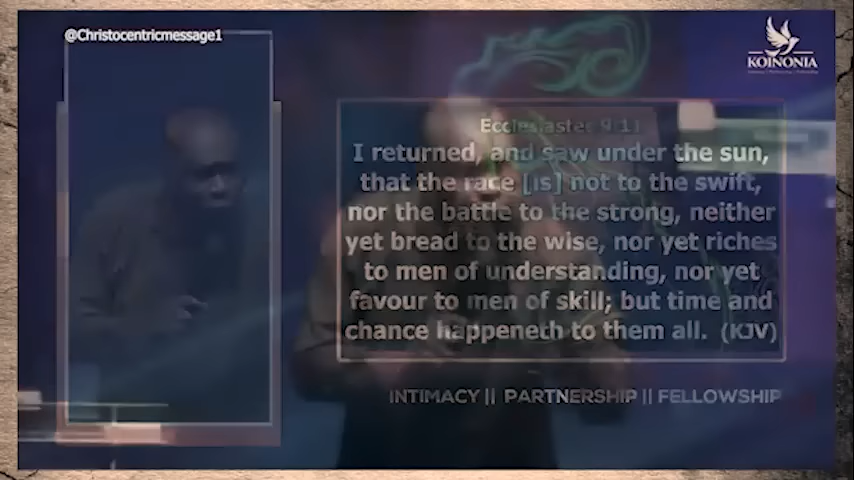 @Christocentricmessage1
KOINONIA
Ecclesiastes 9:11
I returned, and saw under the sun,
that the race [is] not to the swift,
nor the battle to the strong, neither
yet bread to the wise, nor yet riches
to men of understanding, nor yet
favour to men of skill; but time and
chance happeneth to them all. (KJV)
INTIMACY || PARTNERSHIP || FELLOWSHIP